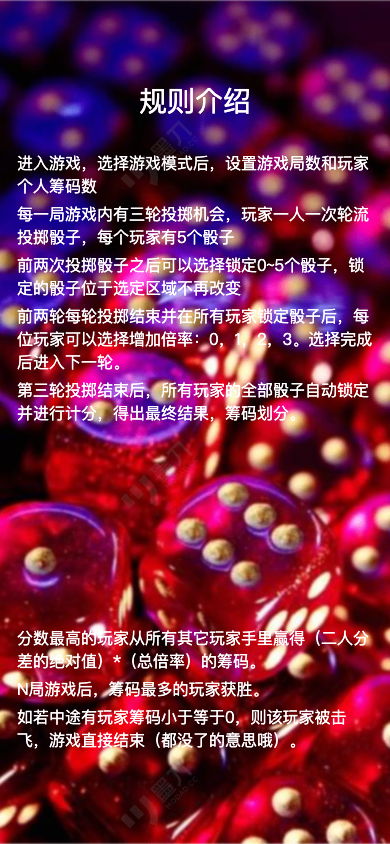 规则介绍
进入游戏，选择游戏模式后，设置游戏局数和玩家
个人筹码数
每一局游戏内有三轮投掷机会，玩家一人一次轮流
投掷骰子，每个玩家有5个骰子
前两次投掷骰子之后可以选择锁定0~5个骰子，锁
定的骰子位于选定区域不再改变
前两轮每轮投掷结束并在所有玩家锁定骰子后，每
位玩家可以选择增加倍率：0，1，2，3。选择完成
后进入下一轮。
第三轮投掷结束后，所有玩家的全部骰子自动锁定
并进行计分，得出最终结果，筹码划分。
分数最高的玩家从所有其它玩家手里赢得（二人分
差的绝对值）*（总倍率）的筹码。
N局游戏后，筹码最多的玩家获胜。
如若中途有玩家筹码小于等于0，则该玩家被击
飞，游戏直接结束（都没了的意思哦）。